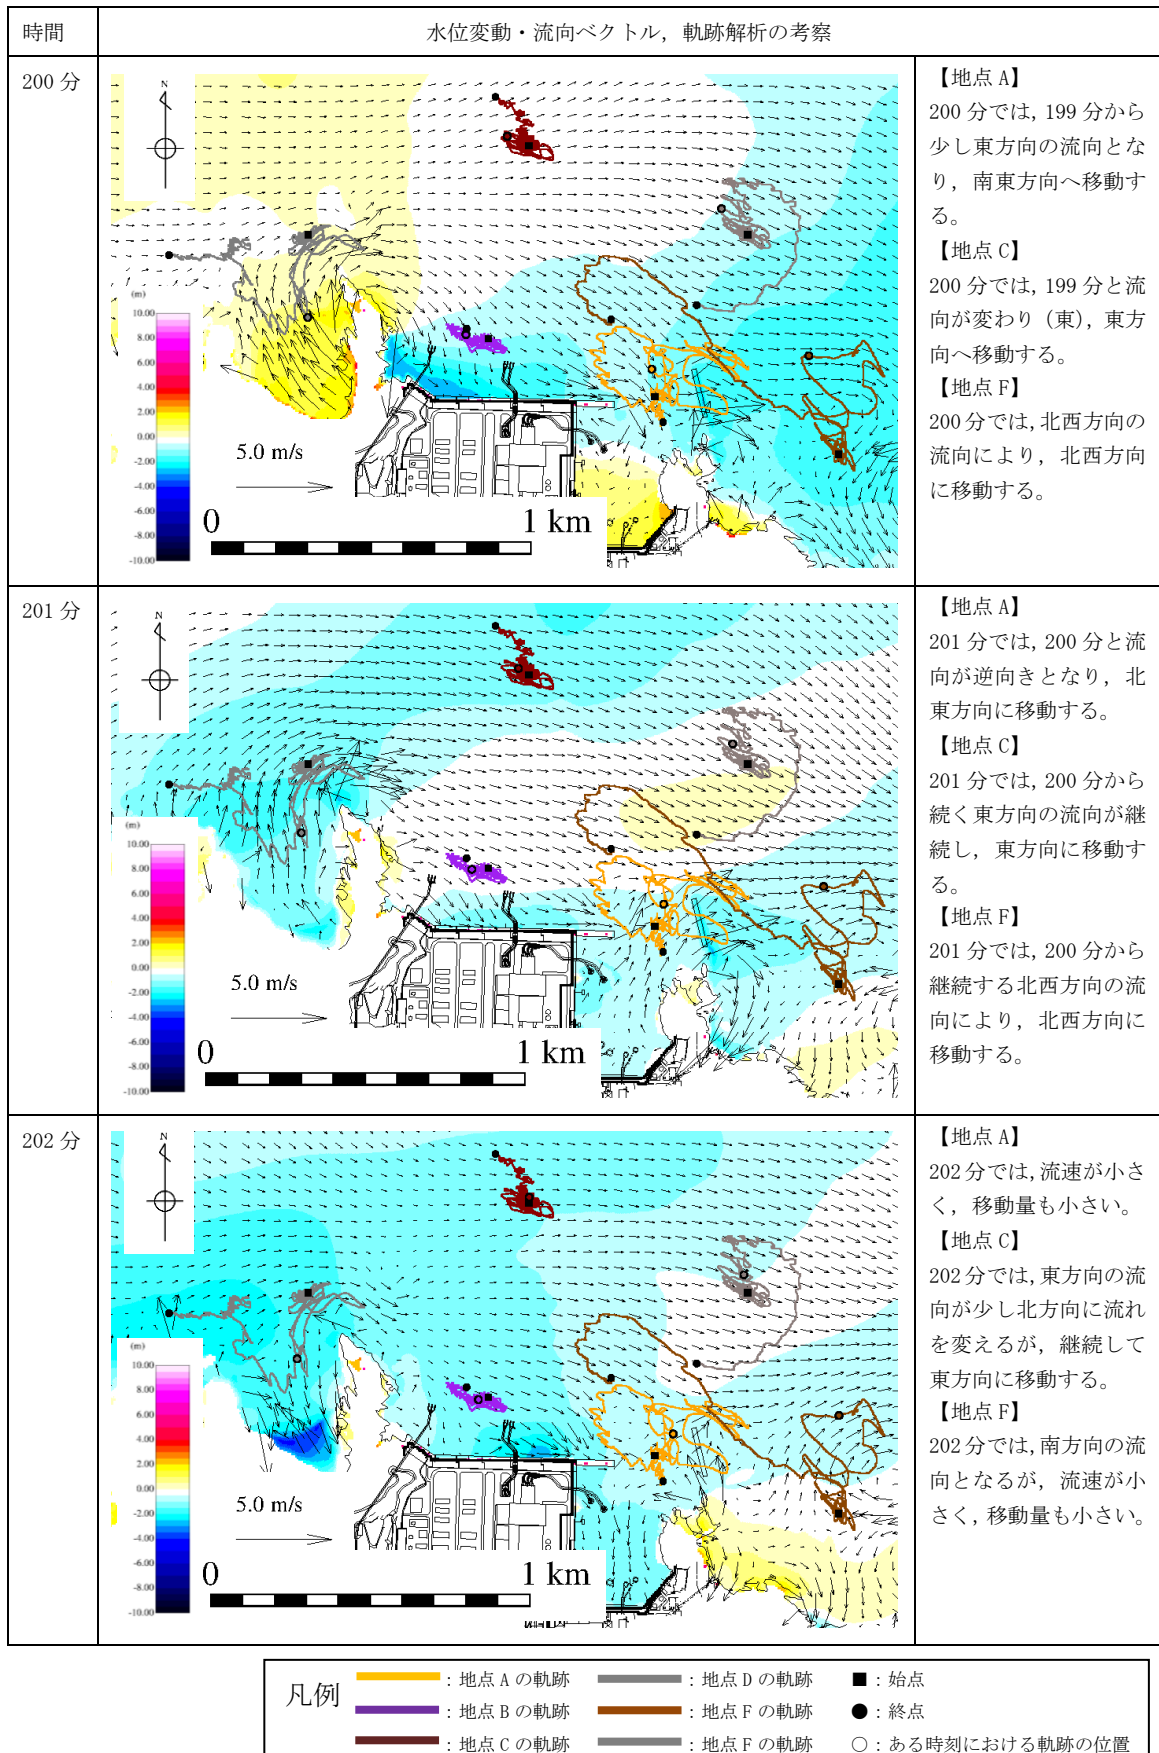 時間
水位変動・流向ベクトル，軌跡解析の考察
200 分
N
(m)
10.00
8.00
6.00
4.00
2.00
0.00
-2.00
-4.00
-6.00
-8.00
-10.00
5.0 m/s
0
1 km
【地点 A】
200 分では，199 分から
少し東方向の流向とな
り，南東方向へ移動す
る。
【地点 C】
200 分では，199 分と流
向が変わり（東），東方
向へ移動する。
【地点 F】
200 分では，北西方向の
流向により，北西方向
に移動する。
201 分
N
(m)
10.00
8.00
6.00
4.00
2.00
0.00
-2.00
-4.00
-6.00
-8.00
-10.00
5.0 m/s
0
1 km
【地点 A】
201 分では，200 分と流
向が逆向きとなり，北
東方向に移動する。
【地点 C】
201 分では，200 分から
続く東方向の流向が継
続し，東方向に移動す
る。
【地点 F】
201 分では，200 分から
継続する北西方向の流
向により，北西方向に
移動する。
202 分
N
(m)
10.00
8.00
6.00
4.00
2.00
0.00
-2.00
-4.00
-6.00
-8.00
-10.00
5.0 m/s
0
1 km
【地点 A】
202 分では，流速が小さ
く，移動量も小さい。
【地点 C】
202 分では，東方向の流
向が少し北方向に流れ
を変えるが，継続して
東方向に移動する。
【地点 F】
202 分では，南方向の流
向となるが，流速が小
さく，移動量も小さい。
凡例
：地点 A の軌跡
：地点 D の軌跡
■：始点
：地点 B の軌跡
：地点 F の軌跡
●：終点
：地点 C の軌跡
：地点 F の軌跡
○：ある時刻における軌跡の位置